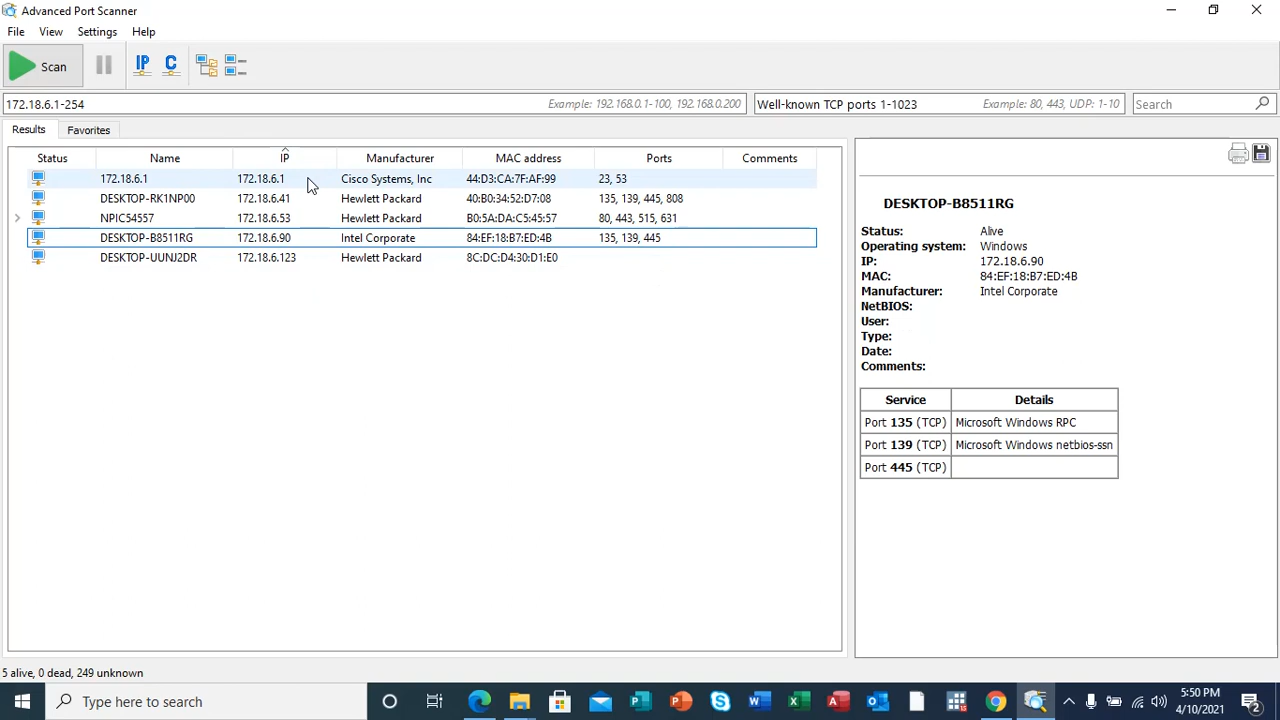 Advanced Port Scanner
File View Settings Help
Scan IP C
172.18.6.1-254 Example: 192.168.0.1-100, 192.168.0.200 Well-known TCP ports 1-1023 Example: 80, 443, UDP: 1-10 Search
Results Favorites
Status Name IP Manufacturer MAC address Ports Comments
172.18.6.1 172.18.6.1 Cisco Systems, Inc 44:D3:CA:7F:AF:99 23, 53
DESKTOP-RK1NP00 172.18.6.41 Hewlett Packard 40:B0:34:52:D7:08 135, 139, 445, 808
NPIC54557 172.18.6.53 Hewlett Packard B0:5A:DA:C5:45:57 80, 443, 515, 631
DESKTOP-B8511RG 172.18.6.90 Intel Corporate 84:EF:18:B7:ED:4B 135, 139, 445
DESKTOP-UUNJ2DR 172.18.6.123 Hewlett Packard 8C:DC:D4:30:D1:E0
DESKTOP-B8511RG
Status: Alive
Operating system: Windows
IP: 172.18.6.90
MAC: 84:EF:18:B7:ED:4B
Manufacturer: Intel Corporate
NetBIOS:
User:
Type:
Date:
Comments:
Service Details
Port 135 (TCP) Microsoft Windows RPC
Port 139 (TCP) Microsoft Windows netbios-ssn
Port 445 (TCP)
5 alive, 0 dead, 249 unknown
Type here to search
5:50 PM
4/10/2021
2